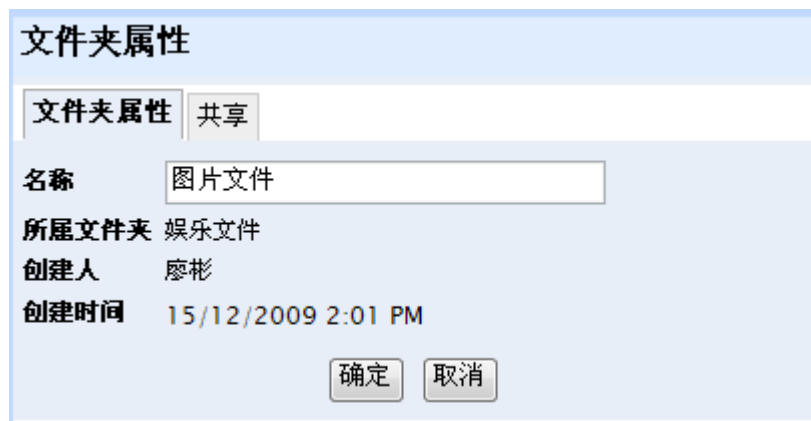 文件夹属性
文件夹属性 共享
名称 图片文件
所属文件夹 娱乐文件
创建人 廖彬
创建时间 15/12/2009 2:01 PM
确定 取消